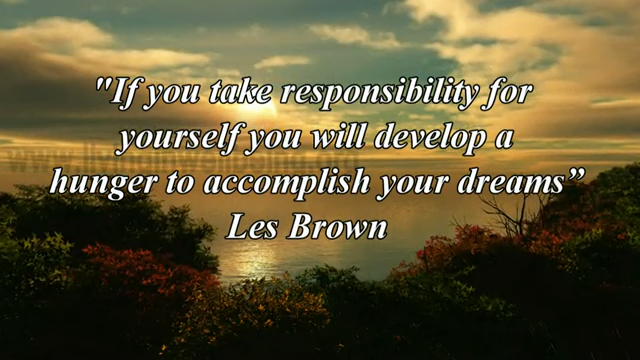 "If you take responsibility for
yourself you will develop a
hunger to accomplish your dreams”
Les Brown